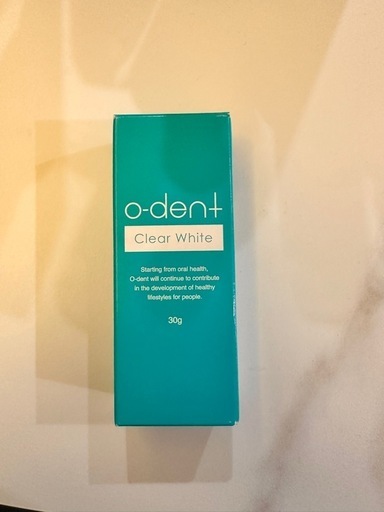 o-dent
Clear White
Starting from oral health,
O-dent will continue to contribute
in the development of healthy
lifestyles for people.
30g